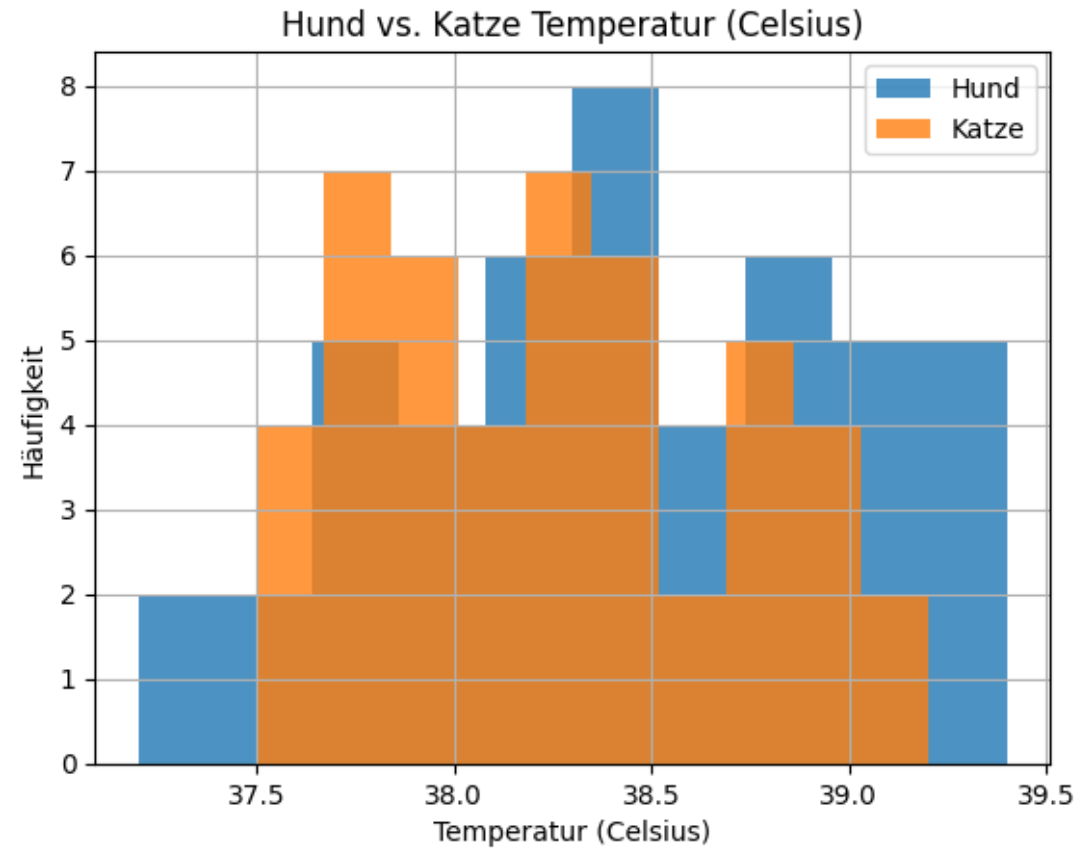 Hund vs. Katze Temperatur (Celsius)
Hund
Katze
Häufigkeit
8
7
6
5
4
3
2
1
0
37.5 38.0 38.5 39.0 39.5
Temperatur (Celsius)